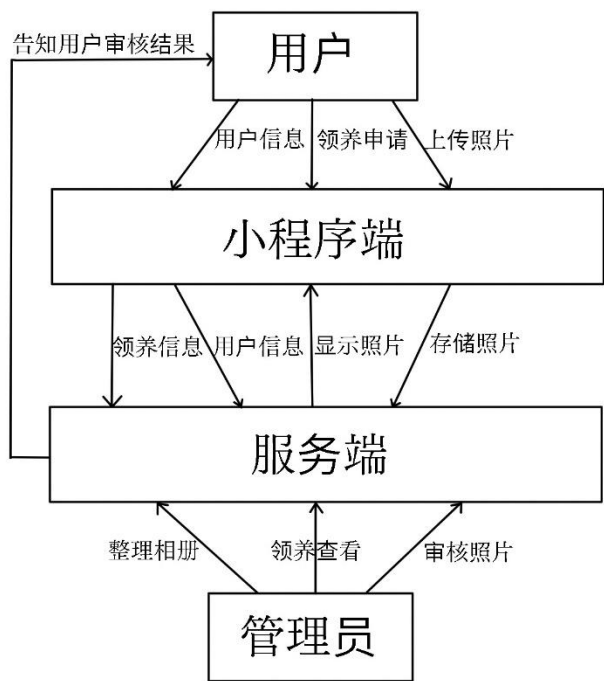 告知用户审核结果
用户
用户信息
领养申请
上传照片
小程序端
领养信息
用户信息
显示照片
存储照片
服务端
整理相册
领养查看
审核照片
管理员